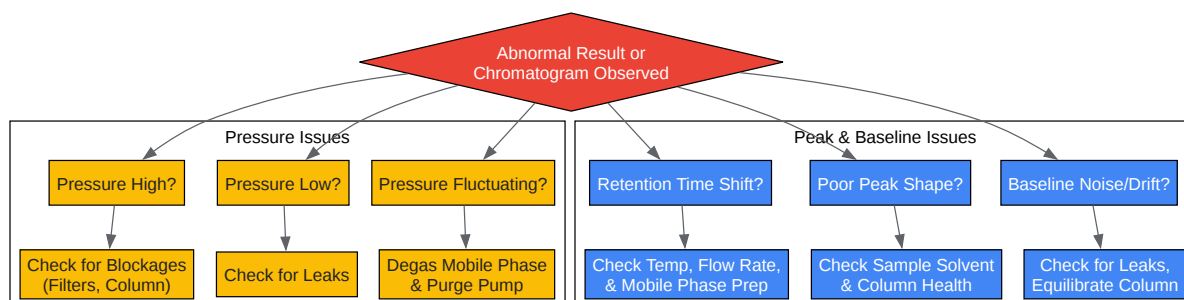 Abnormal Result or
Chromatogram Observed
Pressure Issues
Pressure High?
Pressure Low?
Pressure Fluctuating?
Check for Blockages
(Filters, Column)
Check for Leaks
Degas Mobile Phase
& Purge Pump
Peak & Baseline Issues
Retention Time Shift?
Poor Peak Shape?
Baseline Noise/Drift?
Check Temp, Flow Rate,
& Mobile Phase Prep
Check Sample Solvent
& Column Health
Check for Leaks,
Equilibrate Column